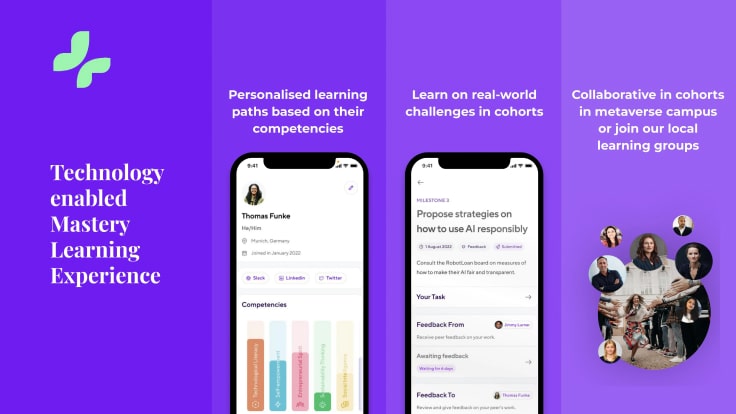 Technology
enabled
Mastery
Learning
Experience
Personalised learning
paths based on their
competencies
9:41
Thomas Funke
He/Him
Munich, Germany
Joined in January 2022
Slack
Linkedin
Twitter
Competencies
Technological Literacy
Self empowerment
Entrepreneurial Spirit
Sustainability Thinking
Learn on real-world
challenges in cohorts
9:41
MILESTONE 3
Propose strategies on
how to use AI responsibly
1 August 2022
Feedback
Submitted
Consult the RobotLoan board on measures of
how to make their AI fair and transparent.
Your Task
Feedback From
Jimmy Larner
Receive peer feedback on your work.
Awaiting feedback
Waiting for 6 days
Feedback To
Thomas Funke
Review and give feedback on your peer's work.
Collaborative in cohorts
in metaverse campus
or join our local
learning groups